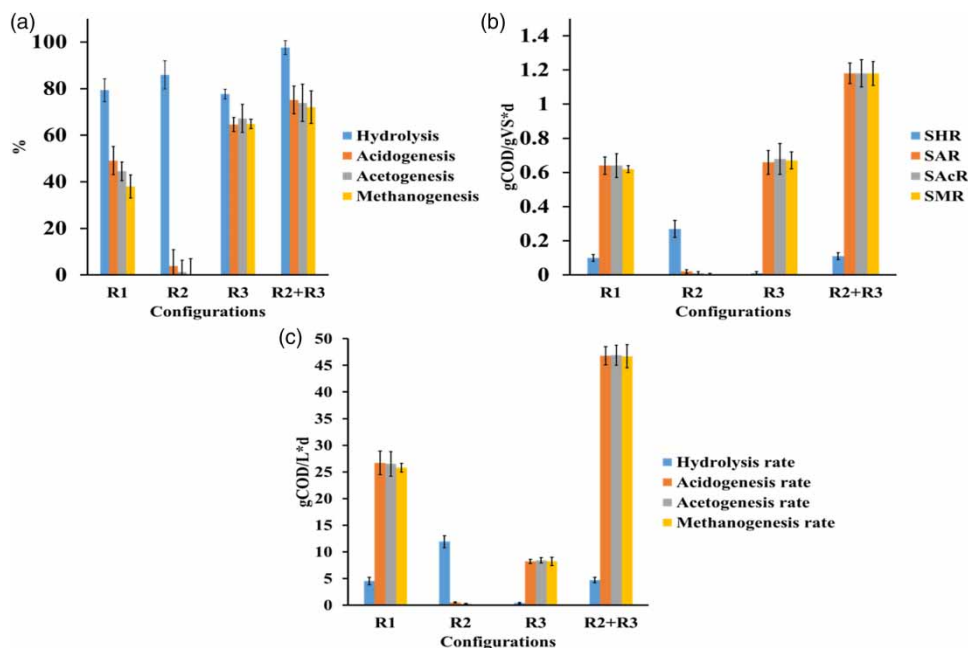 (a)
100
80
60
40
20
0
%
R1 R2 R3 R2+R3
Configurations
Hydrolysis
Acidogenesis
Acetogenesis
Methanogenesis
(b)
1.4
1.2
1
0.8
0.6
0.4
0.2
0
gCOD/gVS*d
R1 R2 R3 R2+R3
Configurations
SHR
SAR
SAcR
SMR
(c)
50
45
40
35
30
25
20
15
10
5
0
gCOD/L*d
R1 R2 R3 R2+R3
Configurations
Hydrolysis rate
Acidogenesis rate
Acetogenesis rate
Methanogenesis rate